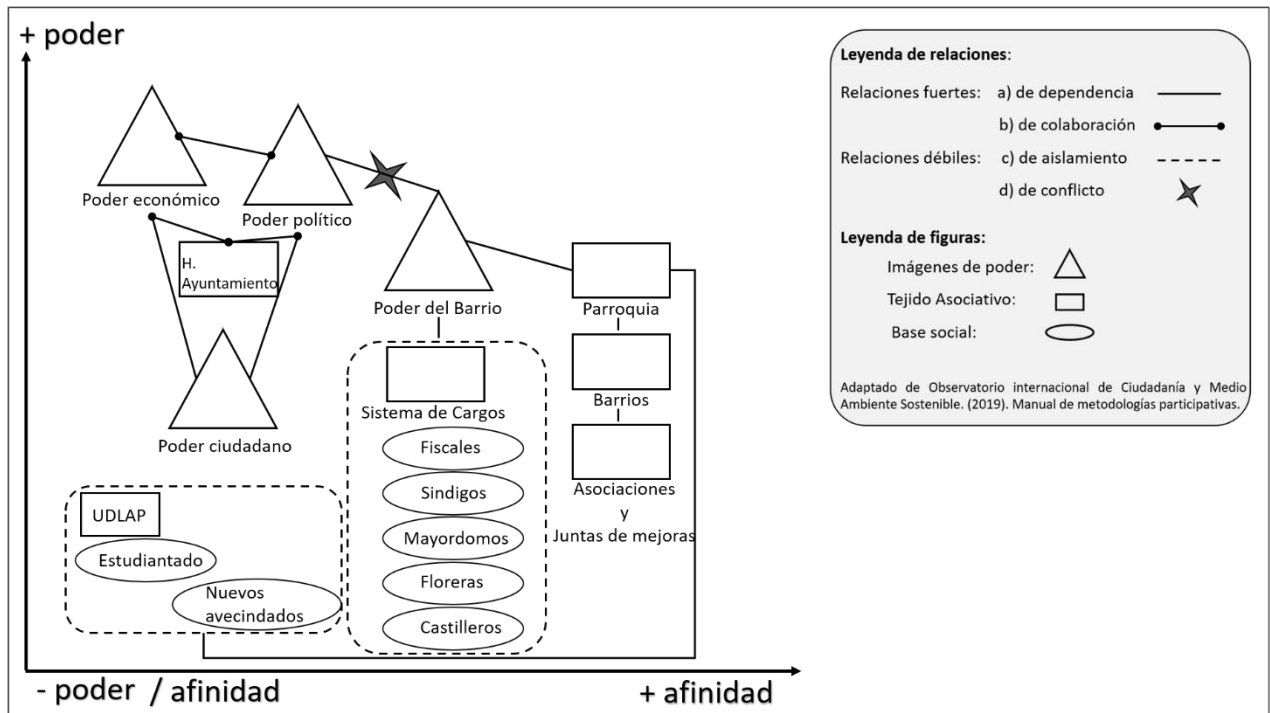 + poder
Poder económico
Poder político
H.
Ayuntamiento
Poder ciudadano
Poder del Barrio
Parroquia
Barrios
Asociaciones
y
Juntas de mejoras
Sistema de Cargos
Fiscales
Sindigos
Mayordomos
Floreras
Castilleros
UDLAP
Estudiantado
Nuevos
avecindados
- poder / afinidad
+ afinidad
Leyenda de relaciones:
Relaciones fuertes: a) de dependencia
b) de colaboración
Relaciones débiles: c) de aislamiento
d) de conflicto
Leyenda de figuras:
Imágenes de poder:
Tejido Asociativo:
Base social:
Adaptado de Observatorio internacional de Ciudadanía y Medio
Ambiente Sostenible. (2019). Manual de metodologías participativas.